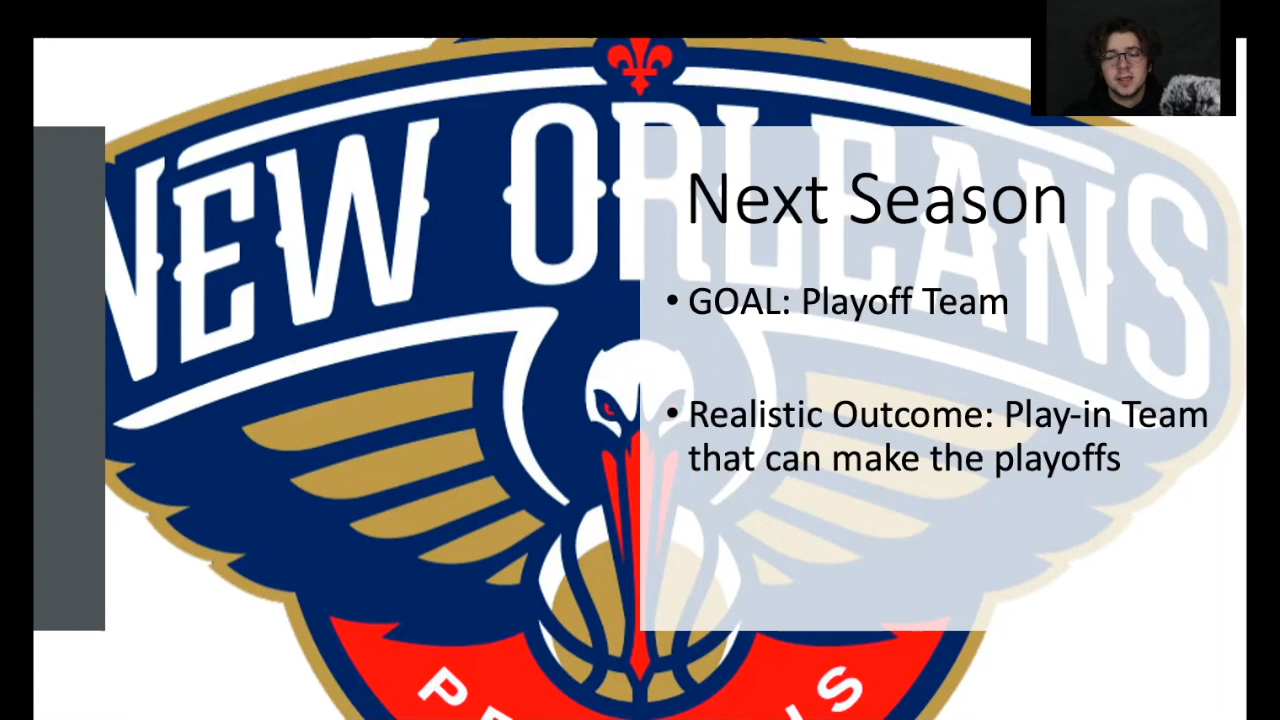 NEW ORLEANS
Next Season
• GOAL: Playoff Team
• Realistic Outcome: Play-in Team
that can make the playoffs